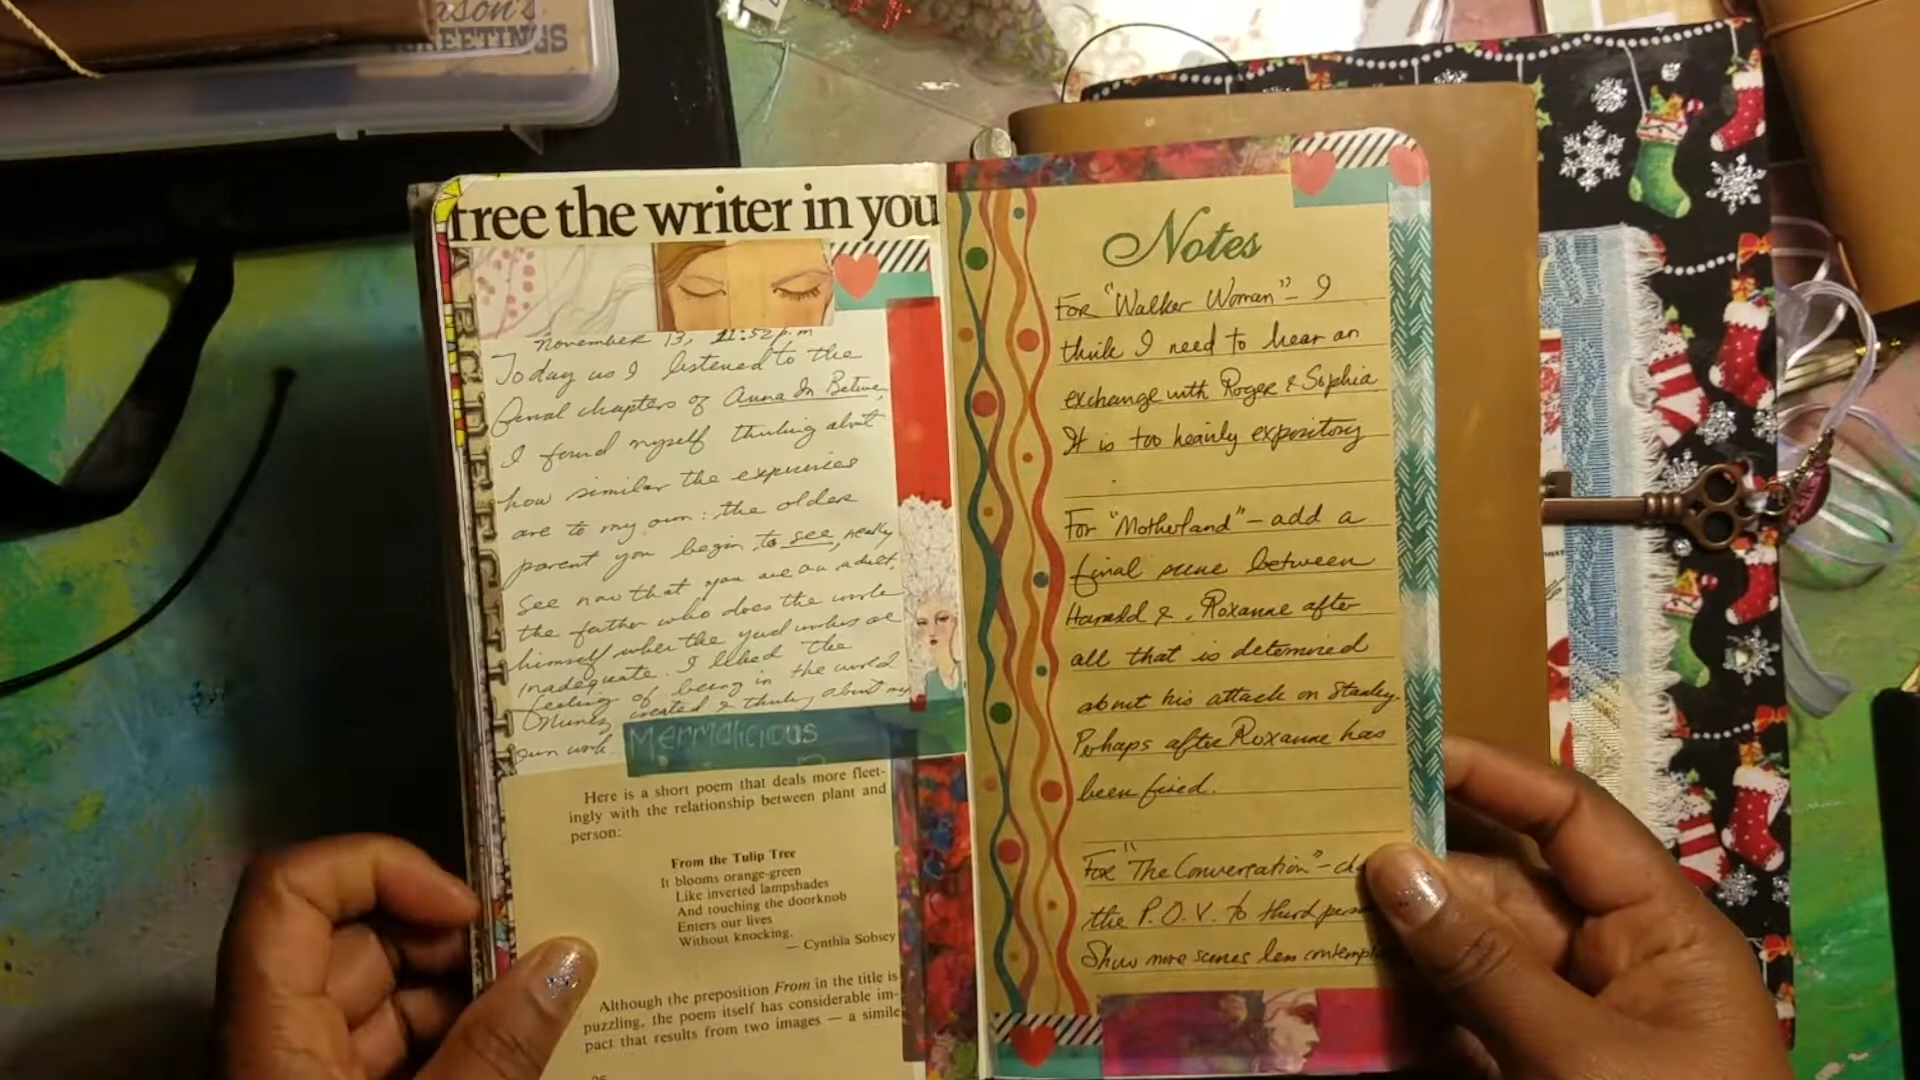 ason's
GREETINGS
free the writer in you
ABCDEFGHIJK
November 13, 11:52 p.m
Today as I listened to the
final chapters of Anna In Between,
I found myself thinking about
how similar the experiences
are to my own: the older
parent you begin to see, really
see now that you are an adult,
the father who does the work
himself when the yard workers are
inadequate. I liked the
feeling of being in the world
Nunez created & thinking about my
own work.
Mermalicious
Here is a short poem that deals more fleet-
ingly with the relationship between plant and
person:
From the Tulip Tree
It blooms orange-green
Like inverted lampshades
And touching the doorknob
Enters our lives
Without knocking.
— Cynthia Sobsey
Although the preposition From in the title is
puzzling, the poem itself has considerable im-
pact that results from two images — a simile
Notes
For "Walker Woman" – I
think I need to hear an
exchange with Roger & Sophia
It is too heavily expository
For "Motherland" – add a
final scene between
Harold & Roxanne after
all that is determined
about his attack on Stanley.
Perhaps after Roxanne has
been fired.
For "The Conversation" – cha
the P.O.V. to third perso
Show more scenes less contempla